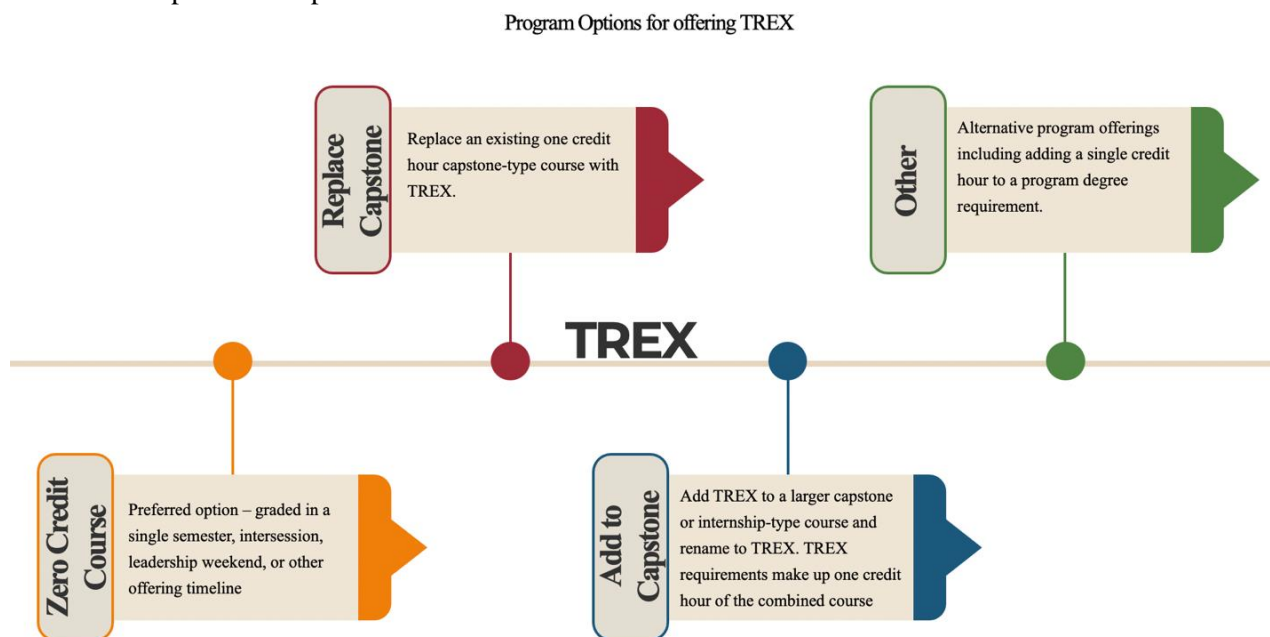 Program Options for offering TREX
Replace
Capstone
Replace an existing one credit
hour capstone-type course with
TREX.
Other
Alternative program offerings
including adding a single credit
hour to a program degree
requirement.
TREX
Zero Credit
Course
Preferred option – graded in a
single semester, intersession,
leadership weekend, or other
offering timeline
Add to
Capstone
Add TREX to a larger capstone
or internship-type course and
rename to TREX. TREX
requirements make up one credit
hour of the combined course